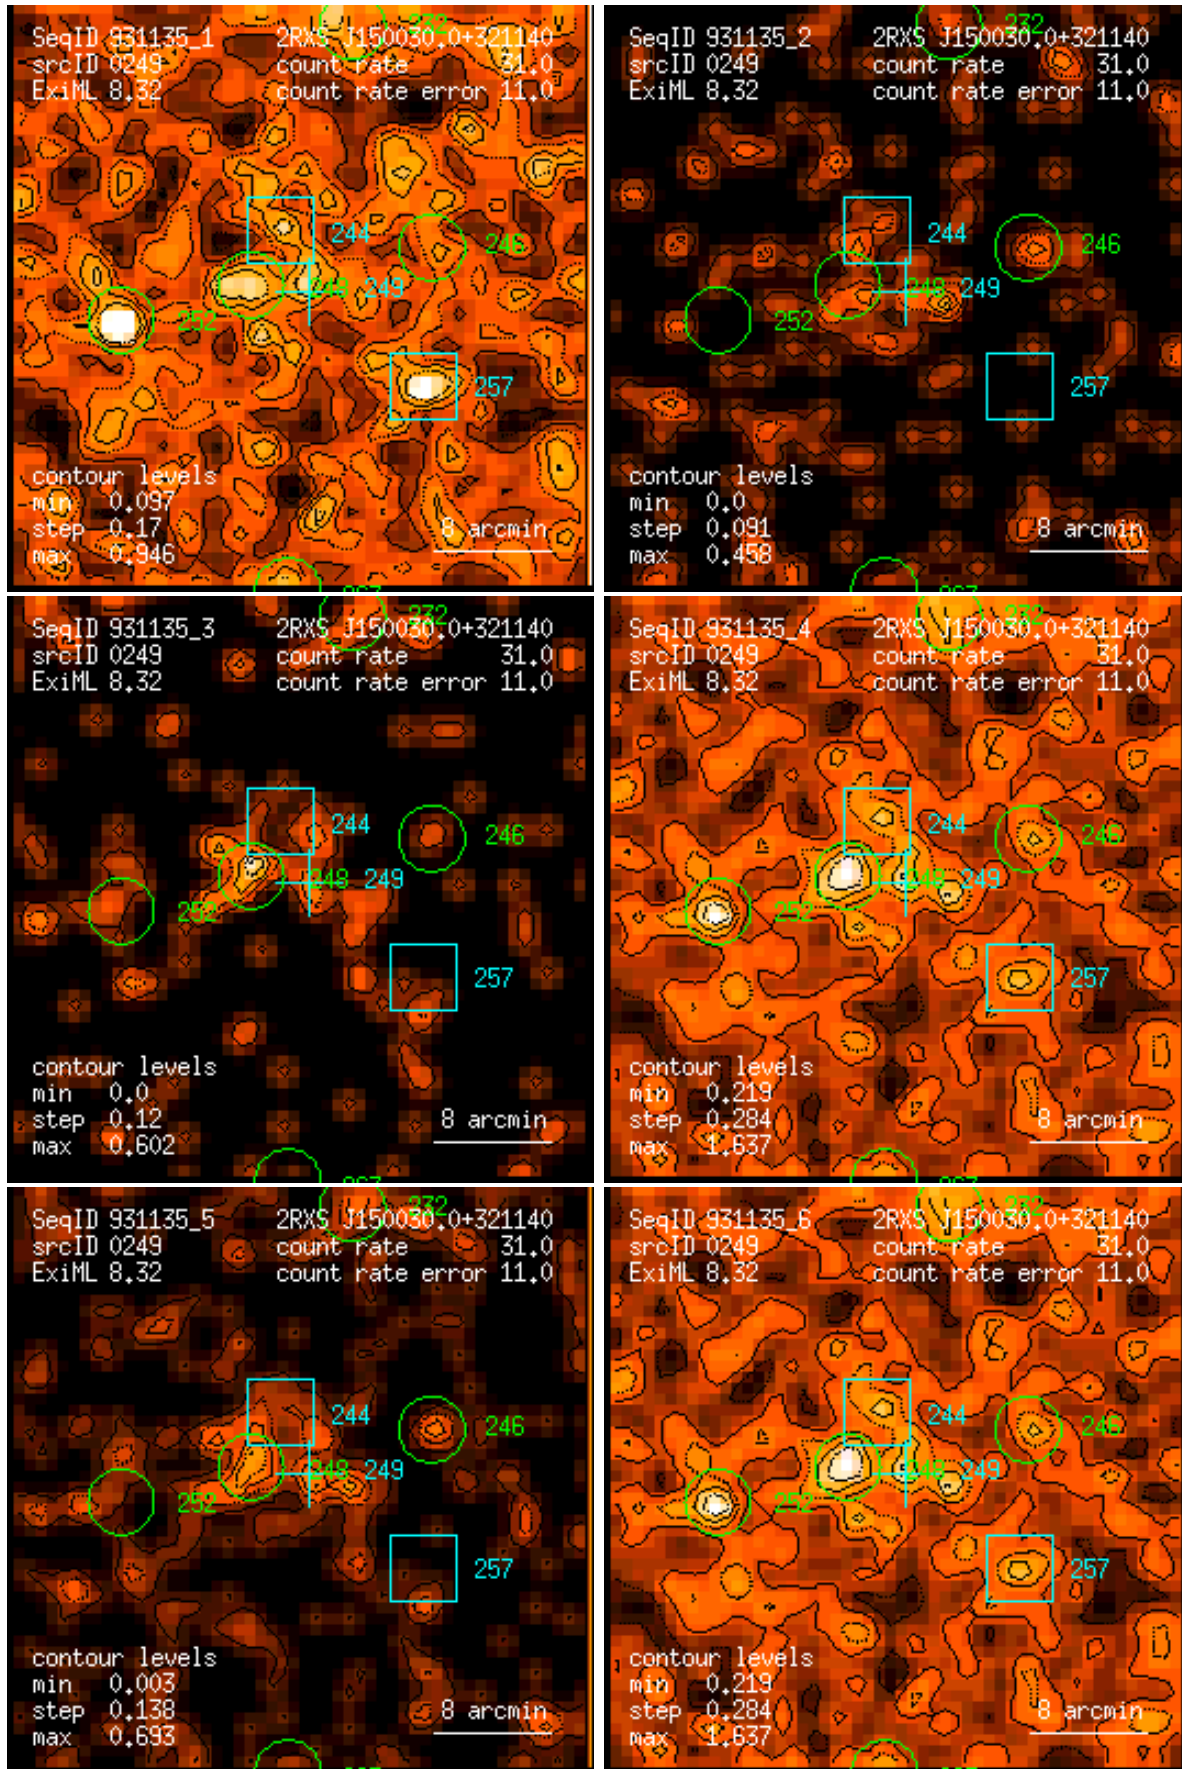 232
SeqID 931135_1 2RXS J150030.0+321140
srcID 0249 count rate 31.0
ExiML 8.32 count rate error 11.0
244
246
248 249
252
257
contour levels
min 0.097
step 0.17 8 arcmin
max 0.946
232
SeqID 931135_2 2RXS J150030.0+321140
srcID 0249 count rate 31.0
ExiML 8.32 count rate error 11.0
244
246
248 249
252
257
contour levels
min 0.0
step 0.091 8 arcmin
max 0.458
232
SeqID 931135_3 2RXS J150030.0+321140
srcID 0249 count rate 31.0
ExiML 8.32 count rate error 11.0
244
246
248 249
252
257
contour levels
min 0.0
step 0.12 8 arcmin
max 0.602
232
SeqID 931135_4 2RXS J150030.0+321140
srcID 0249 count rate 31.0
ExiML 8.32 count rate error 11.0
244
246
248 249
252
257
contour levels
min 0.219
step 0.284 8 arcmin
max 1.637
232
SeqID 931135_5 2RXS J150030.0+321140
srcID 0249 count rate 31.0
ExiML 8.32 count rate error 11.0
244
246
248 249
252
257
contour levels
min 0.003
step 0.138 8 arcmin
max 0.693
232
SeqID 931135_6 2RXS J150030.0+321140
srcID 0249 count rate 31.0
ExiML 8.32 count rate error 11.0
244
246
248 249
252
257
contour levels
min 0.219
step 0.284 8 arcmin
max 1.637